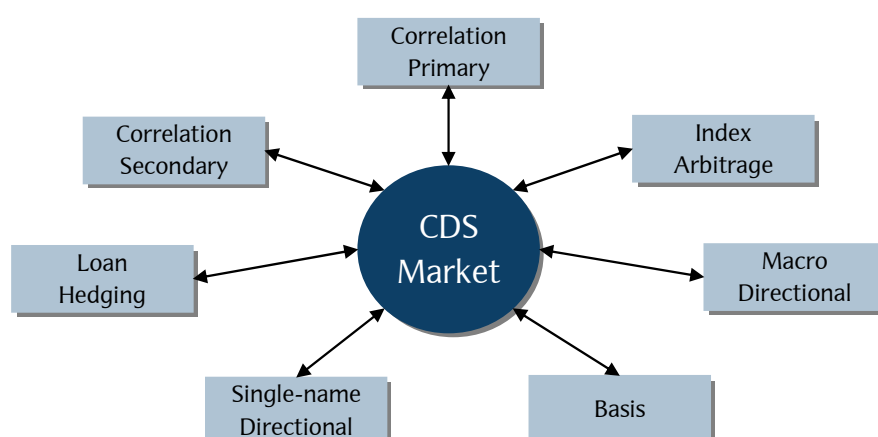 Correlation
Primary
Correlation
Secondary
Index
Arbitrage
CDS
Market
Loan
Hedging
Macro
Directional
Single-name
Directional
Basis